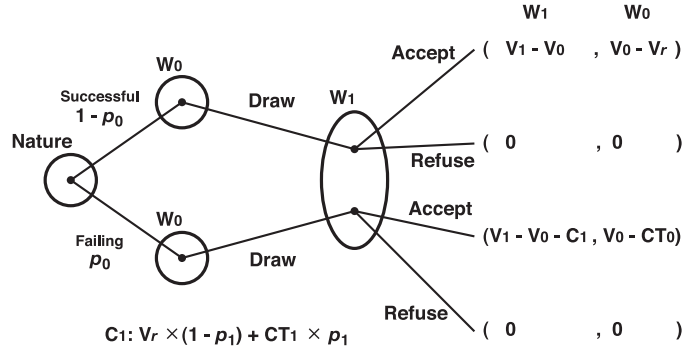 W1 W0
Accept ( V1 - V0 , V0 - Vr )
W0
Successful
1 - p0
Draw
W1
Nature
Refuse ( 0 , 0 )
W0
Accept
Failing
p0
(V1 - V0 - C1 , V0 - CT0)
Draw
Refuse
( 0 , 0 )
C1: Vr ×(1 - p1) + CT1 × p1